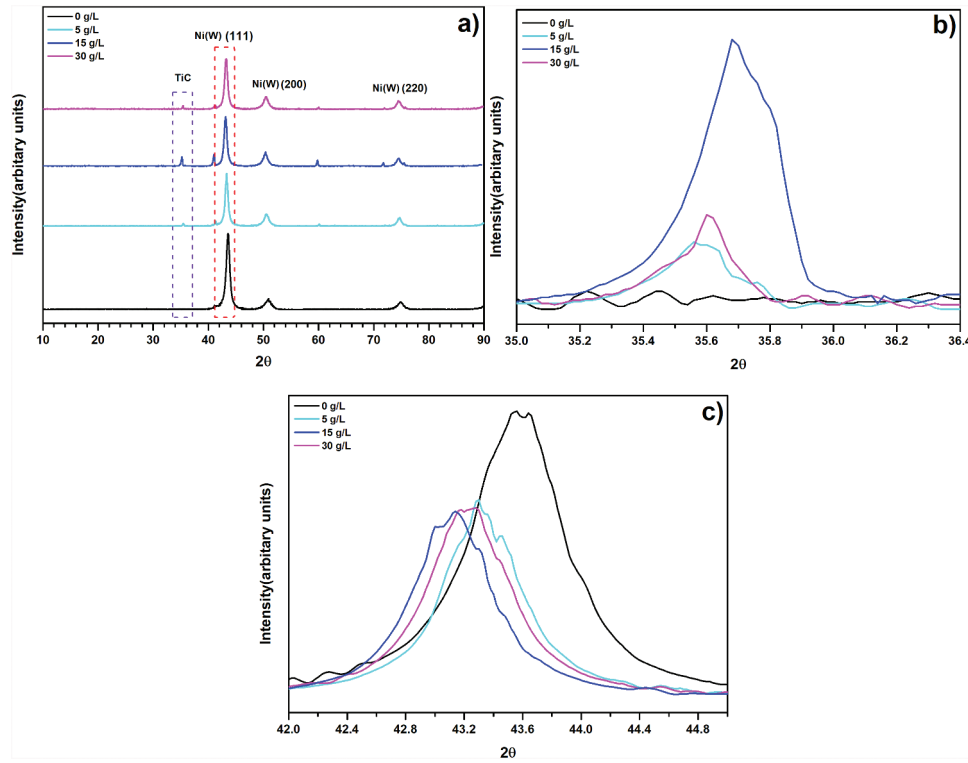 0 g/L
5 g/L
15 g/L
30 g/L
a)
Ni(W) (111)
TiC
Ni(W)(200)
Ni(W) (220)
Intensity(arbitary units)
10 20 30 40 50 60 70 80 90
2θ
0 g/L
5 g/L
15 g/L
30 g/L
b)
Intensity(arbitary units)
35.0 35.2 35.4 35.6 35.8 36.0 36.2 36.4
2θ
0 g/L
5 g/L
15 g/L
30 g/L
c)
Intensity(arbitary units)
42.0 42.4 42.8 43.2 43.6 44.0 44.4 44.8
2θ